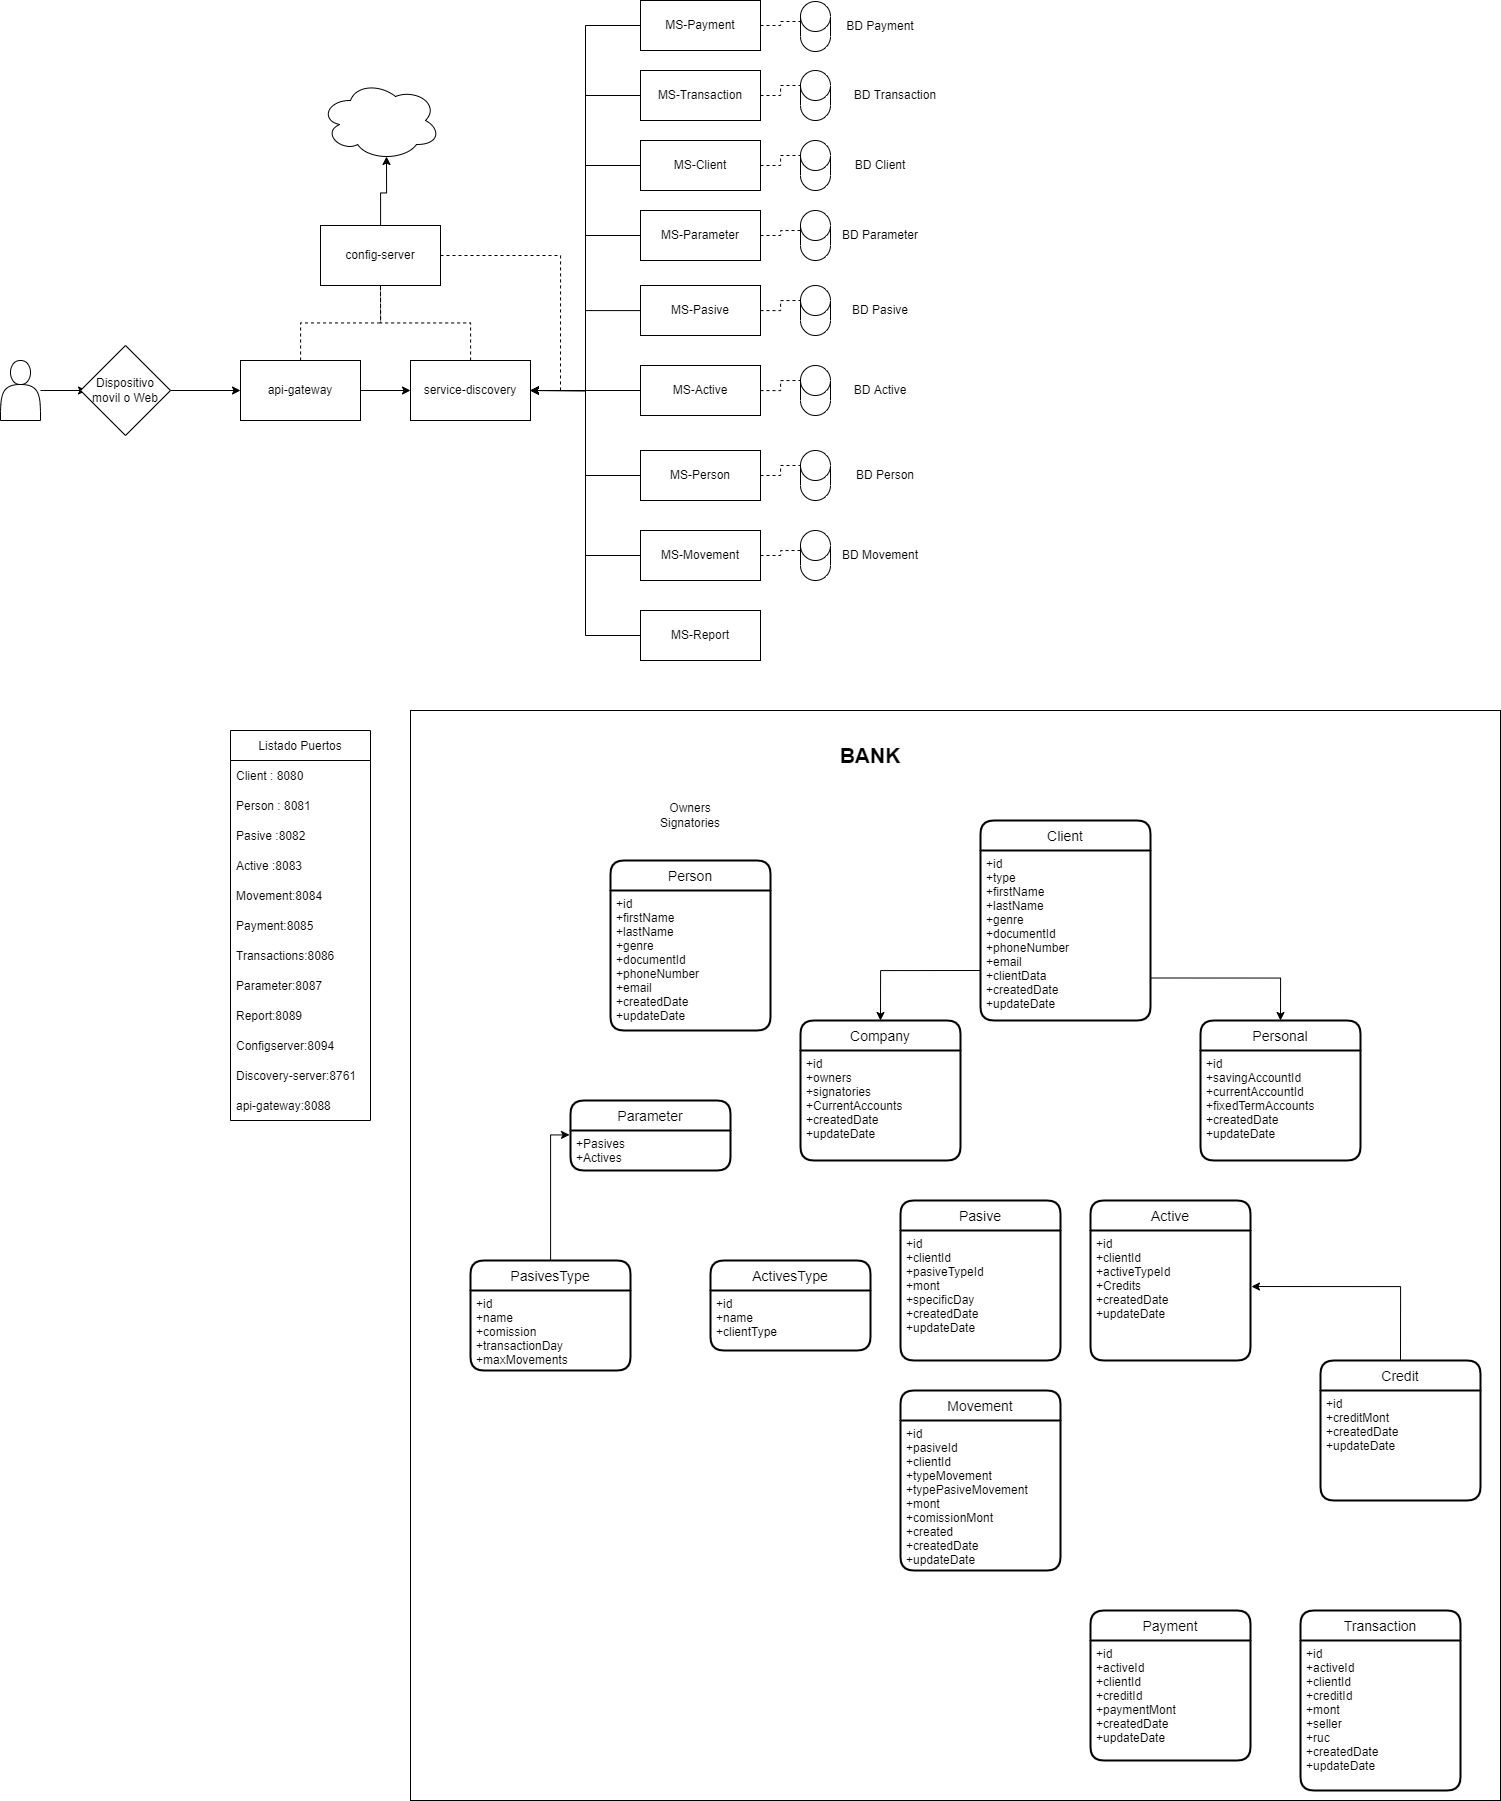 MS-Payment
BD Payment
MS-Transaction
BD Transaction
MS-Client
BD Client
MS-Parameter
BD Parameter
config-server
MS-Pasive
BD Pasive
Dispositivo
movil o Web
api-gateway
service-discovery
MS-Active
BD Active
MS-Person
BD Person
MS-Movement
BD Movement
MS-Report
Listado Puertos
Client : 8080
Person : 8081
Pasive :8082
Active :8083
Movement:8084
Payment:8085
Transactions:8086
Parameter:8087
Report:8089
Configserver:8094
Discovery-server:8761
api-gateway:8088
BANK
Owners
Signatories
Person
+id
+firstName
+lastName
+genre
+documentId
+phoneNumber
+email
+createdDate
+updateDate
Client
+id
+type
+firstName
+lastName
+genre
+documentId
+phoneNumber
+email
+clientData
+createdDate
+updateDate
Company
+id
+owners
+signatories
+CurrentAccounts
+createdDate
+updateDate
Personal
+id
+savingAccountId
+currentAccountId
+fixedTermAccounts
+createdDate
+updateDate
Parameter
+Pasives
+Actives
PasivesType
+id
+name
+comission
+transactionDay
+maxMovements
ActivesType
+id
+name
+clientType
Pasive
+id
+clientId
+pasiveTypeId
+mont
+specificDay
+createdDate
+updateDate
Active
+id
+clientId
+activeTypeId
+Credits
+createdDate
+updateDate
Credit
+id
+creditMont
+createdDate
+updateDate
Movement
+id
+pasiveId
+clientId
+typeMovement
+typePasiveMovement
+mont
+comissionMont
+created
+createdDate
+updateDate
Payment
+id
+activeId
+clientId
+creditId
+paymentMont
+createdDate
+updateDate
Transaction
+id
+activeId
+clientId
+creditId
+mont
+seller
+ruc
+createdDate
+updateDate